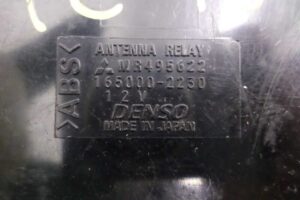 >ABS<
ANTENNA RELAY
MR495622
165000-2230
12V
DENSO
MADE IN JAPAN